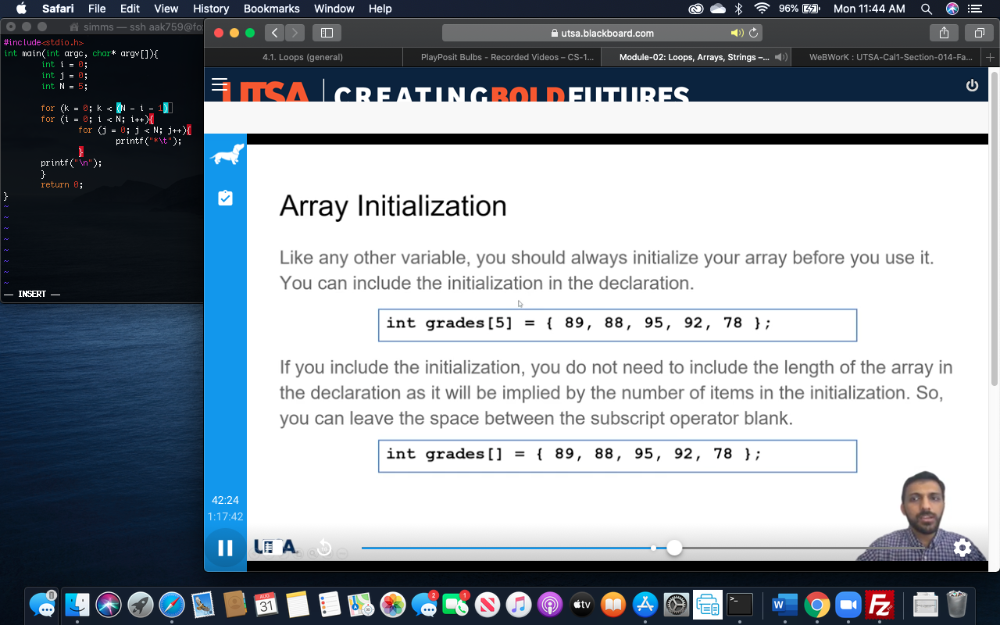 Safari File Edit View History Bookmarks Window Help 96% Mon 11:44 AM
simms — ssh aak759@fo
#include<stdio.h>
int main(int argc, char* argv[]){
int i = 0;
int j = 0;
int N = 5;
for (k = 0; k < (N - i - 1)
for (i = 0; i < N; i++){
for (j = 0; j < N; j++){
printf("*\t");
}
printf("\n");
}
return 0;
}
~
~
~
~
~
~
~
~
-- INSERT --
utsa.blackboard.com
4.1. Loops (general) PlayPosit Bulbs - Recorded Videos – CS-1... Module-02: Loops, Arrays, Strings –... WeBWorK : UTSA-Cal1-Section-014-Fa...
UTSA CREATINGBOLDFUTURES
Array Initialization
Like any other variable, you should always initialize your array before you use it.
You can include the initialization in the declaration.
int grades[5] = { 89, 88, 95, 92, 78 };
If you include the initialization, you do not need to include the length of the array in
the declaration as it will be implied by the number of items in the initialization. So,
you can leave the space between the subscript operator blank.
int grades[] = { 89, 88, 95, 92, 78 };
42:24
1:17:42
AUG
31
2
1
tv
W
FZ